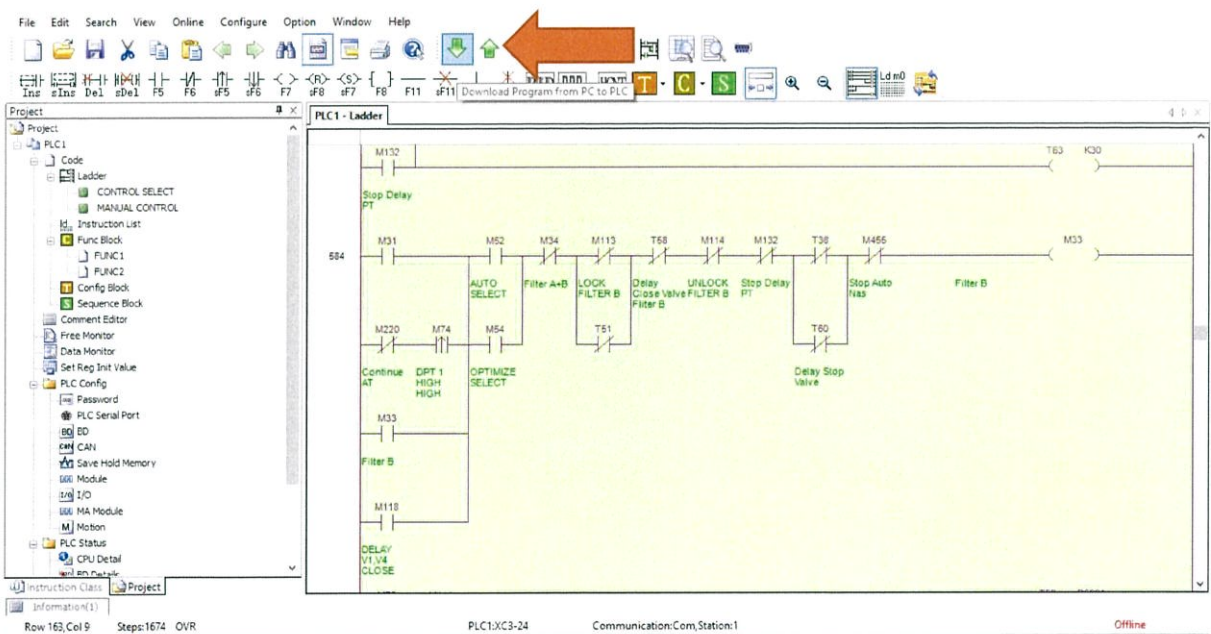 File Edit Search View Online Configure Option Window Help
Ins sIns Del sDel F5 F6 sF5 sF6 F7 sF8 sF7 F8 F11 sF11
T C S Ld m0
Download Program from PC to PLC
Project
PLC1 - Ladder
Project
PLC1
Code
Ladder
CONTROL SELECT
MANUAL CONTROL
Instruction List
Func Block
FUNC1
FUNC2
Config Block
Sequence Block
Comment Editor
Free Monitor
Data Monitor
Set Reg Init Value
PLC Config
Password
PLC Serial Port
BD BD
CAN CAN
Save Hold Memory
Module
I/O I/O
MA Module
M Motion
PLC Status
CPU Detail
BD Details
Instruction Class Project
M132 T63 K30
Stop Delay
PT
584
M31 M52 M34 M113 T58 M114 M132 T38 M455 M33
AUTO
SELECT
Filter A+B
LOCK
FILTER B
Delay
Close Valve
Filter B
UNLOCK
FILTER B
Stop Delay
PT
Stop Auto
Nas
Filter B
M220 M74 M54 T51 T60
Continue
AT
DPT 1
HIGH
HIGH
OPTIMIZE
SELECT
Delay Stop
Valve
M33
Filter B
M118
DELAY
V1,V4
CLOSE
Information(1)
Row 163,Col 9 Steps:1674 OVR PLC1:XC3-24 Communication:Com,Station:1 Offline